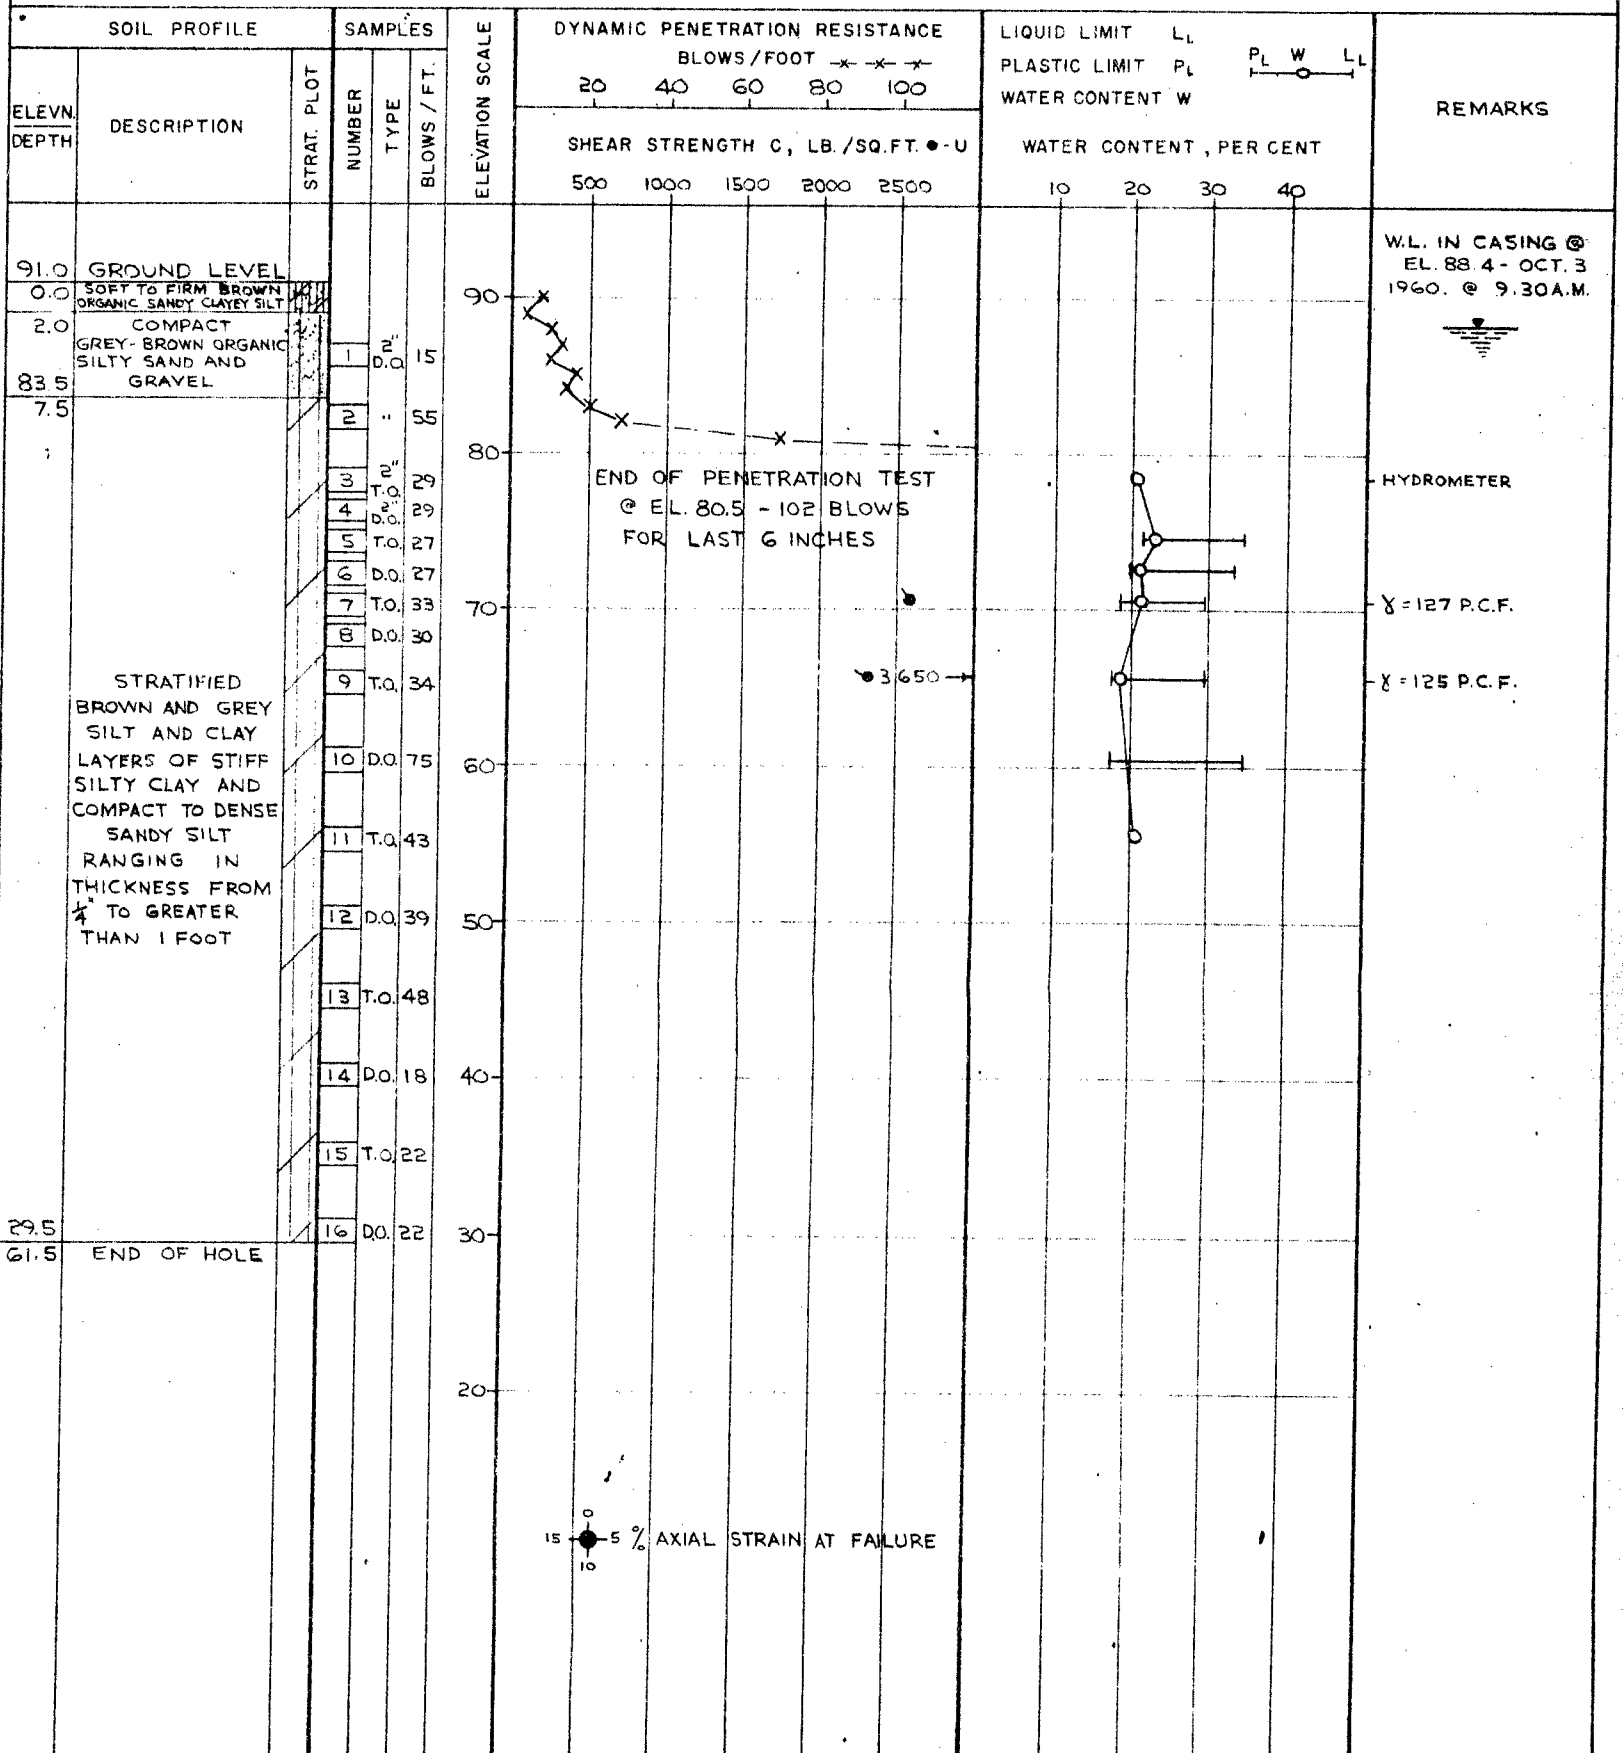 SOIL PROFILE
SAMPLES
ELEVN.
DEPTH
DESCRIPTION
STRAT. PLOT
NUMBER
TYPE
BLOWS / FT.
ELEVATION SCALE
DYNAMIC PENETRATION RESISTANCE
BLOWS / FOOT -x- -x- -x-
20 40 60 80 100
SHEAR STRENGTH C, LB./SQ.FT. ●-U
500 1000 1500 2000 2500
LIQUID LIMIT LL
PLASTIC LIMIT PL
WATER CONTENT W
PL W LL
WATER CONTENT, PER CENT
10 20 30 40
REMARKS
91.0 GROUND LEVEL
0.0 SOFT TO FIRM BROWN
ORGANIC SANDY CLAYEY SILT
2.0 COMPACT
GREY-BROWN ORGANIC
SILTY SAND AND
83.5 GRAVEL
7.5
STRATIFIED
BROWN AND GREY
SILT AND CLAY
LAYERS OF STIFF
SILTY CLAY AND
COMPACT TO DENSE
SANDY SILT
RANGING IN
THICKNESS FROM
1/4" TO GREATER
THAN 1 FOOT
29.5
61.5 END OF HOLE
1 2" D.O. 15
2 " 55
3 2" T.O. 29
4 2" D.O. 29
5 T.O. 27
6 D.O. 27
7 T.O. 33
8 D.O. 30
9 T.O. 34
10 D.O. 75
11 T.O. 43
12 D.O. 39
13 T.O. 48
14 D.O. 18
15 T.O. 22
16 D.O. 22
90
80
70
60
50
40
30
20
END OF PENETRATION TEST
@ EL. 80.5 - 102 BLOWS
FOR LAST 6 INCHES
3650
0
15 5 % AXIAL STRAIN AT FAILURE
10
W.L. IN CASING @
EL. 88.4 - OCT. 3
1960. @ 9.30 A.M.
HYDROMETER
γ = 127 P.C.F.
γ = 125 P.C.F.